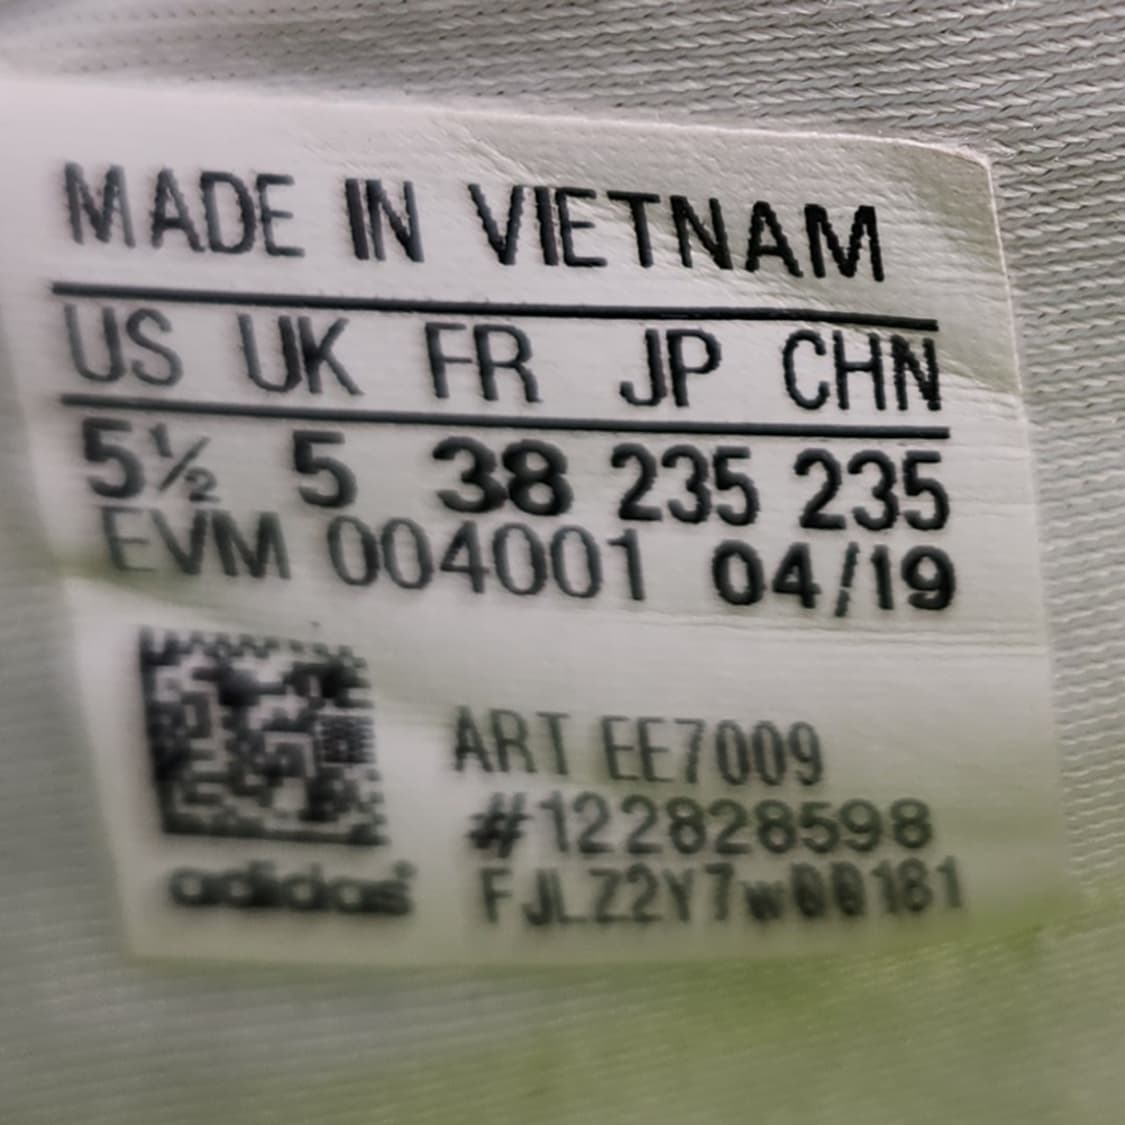 MADE IN VIETNAM
US UK FR JP CHN
5½ 5 38 235 235
EVM 004001 04/19
ART EE7009
#122828598
adidas
FJLZ2Y7w00181